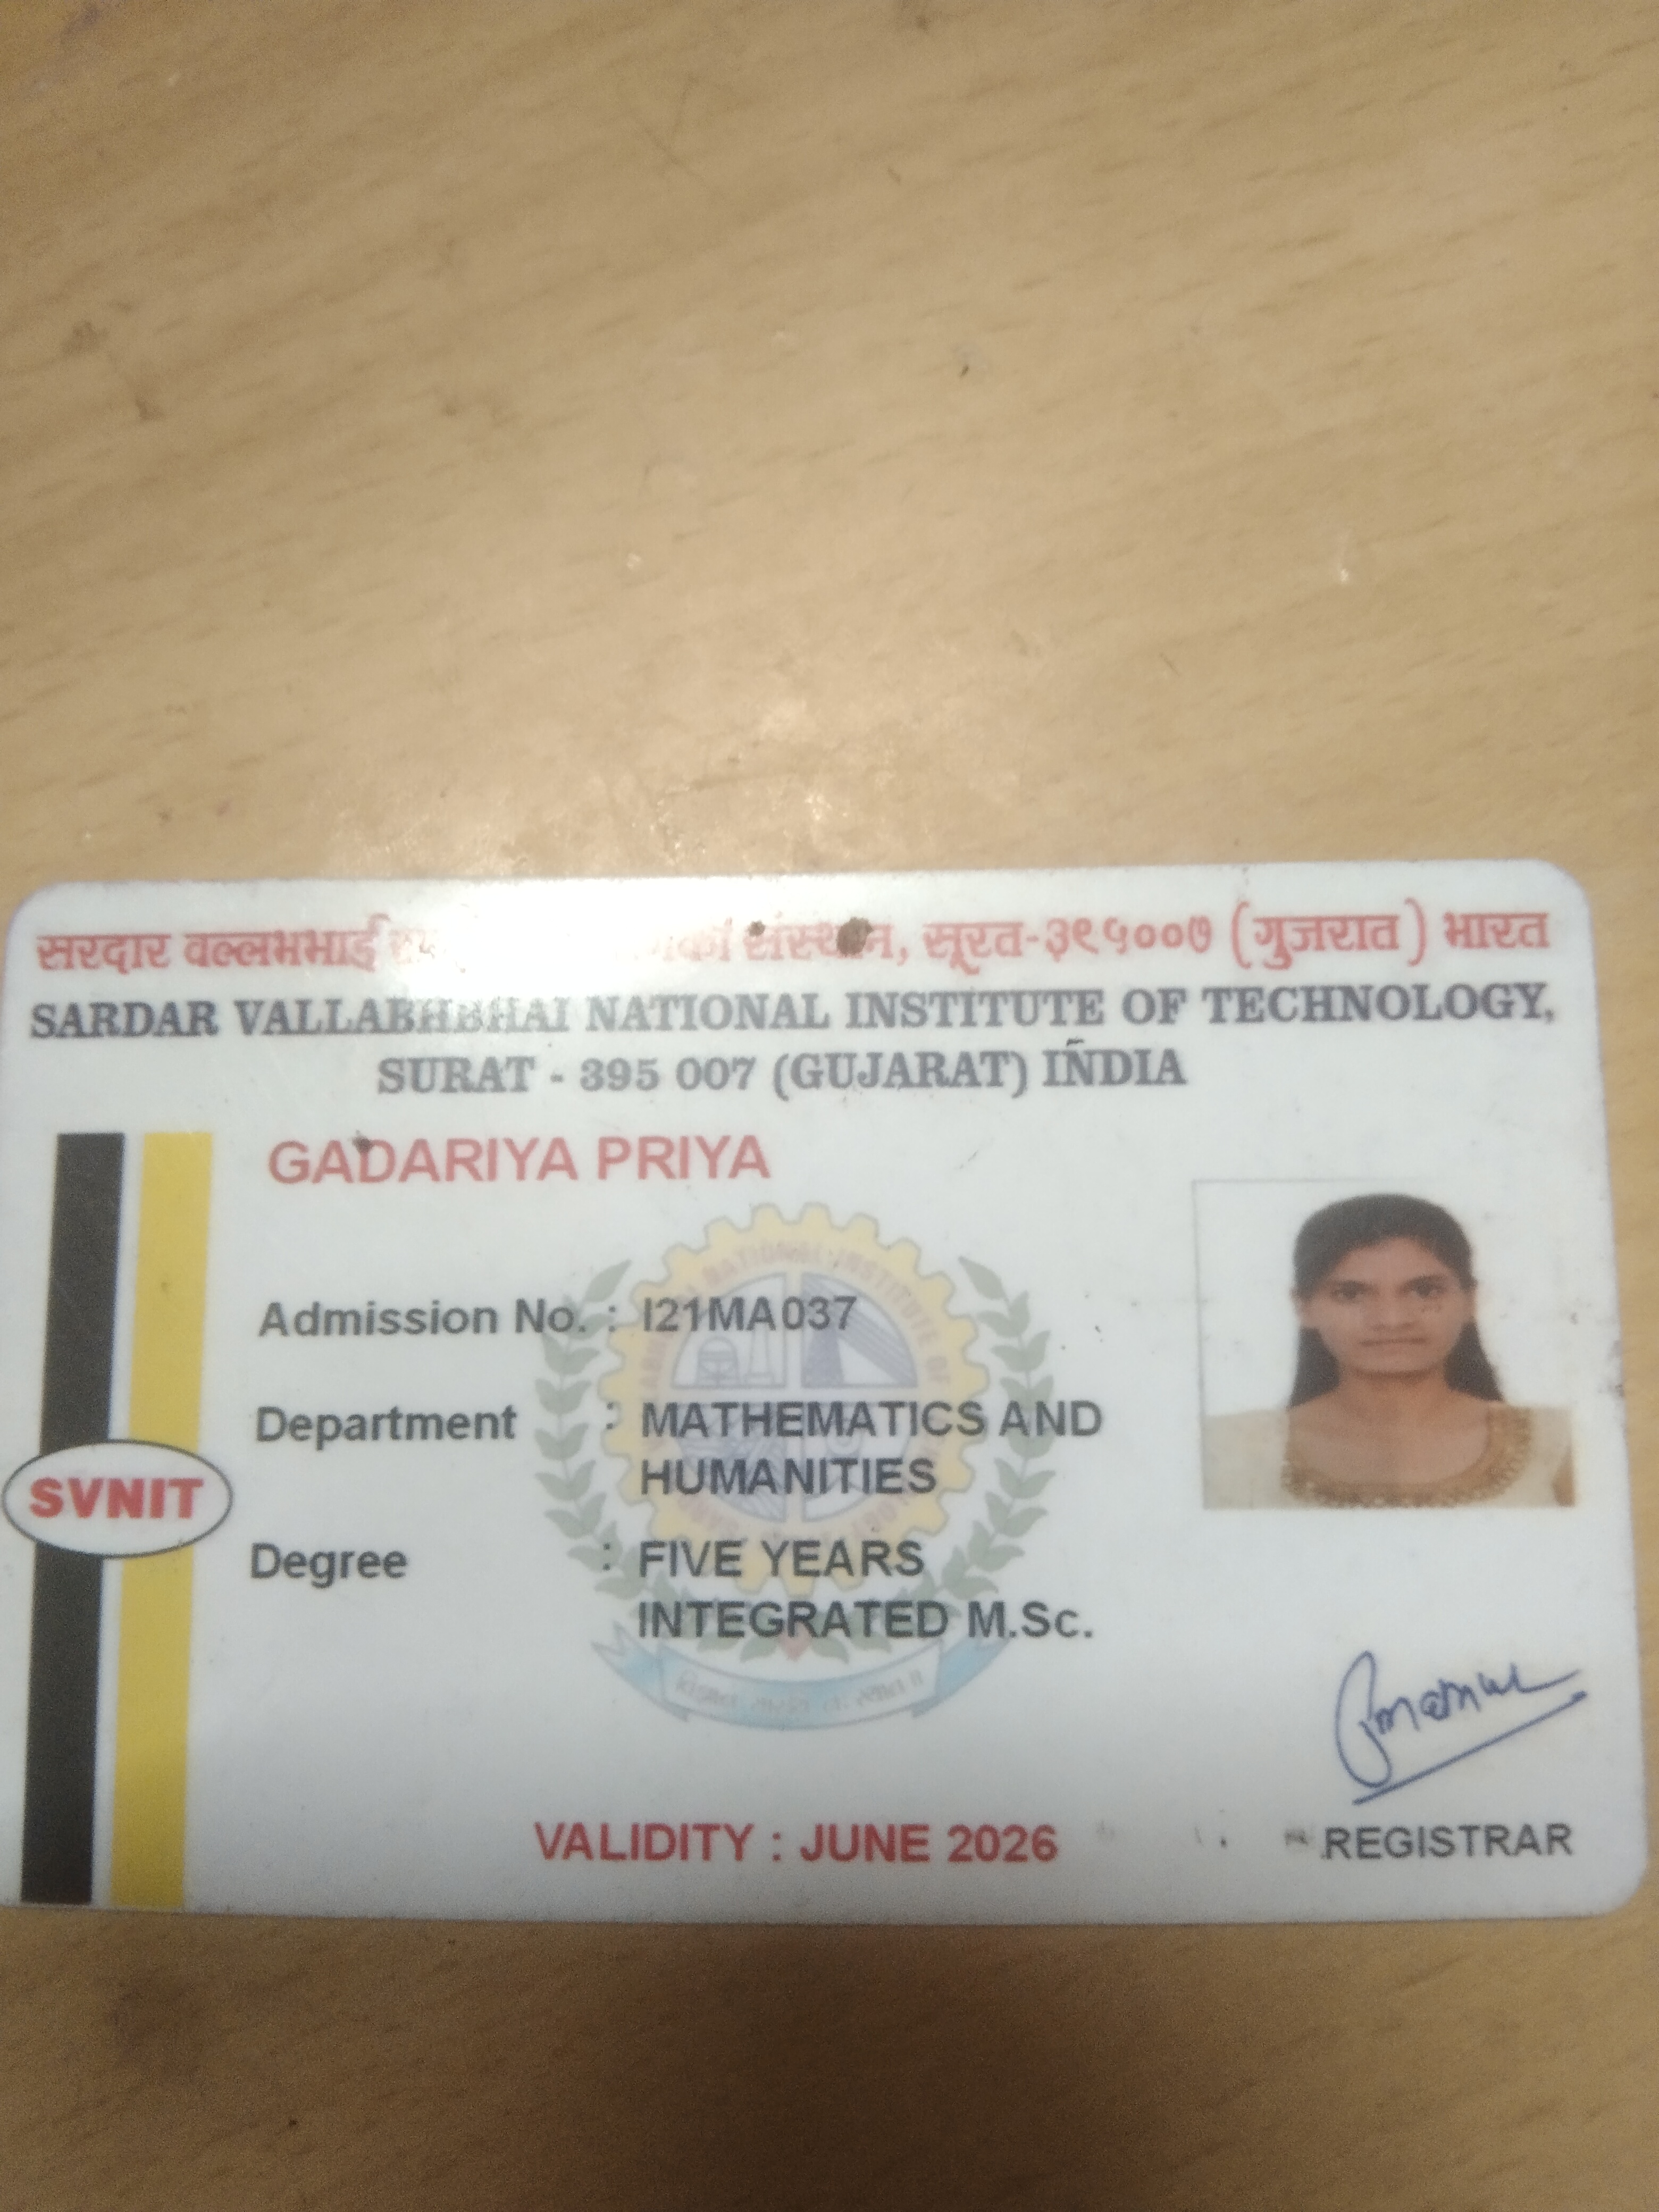 सरदार वल्लभभाई संस्थान, सूरत-३९५००७ (गुजरात) भारत
SARDAR VALLABHBHAI NATIONAL INSTITUTE OF TECHNOLOGY,
SURAT - 395 007 (GUJARAT) INDIA
GADARIYA PRIYA
Admission No. : I21MA037
Department : MATHEMATICS AND
HUMANITIES
SVNIT
Degree : FIVE YEARS
INTEGRATED M.Sc.
VALIDITY : JUNE 2026
REGISTRAR